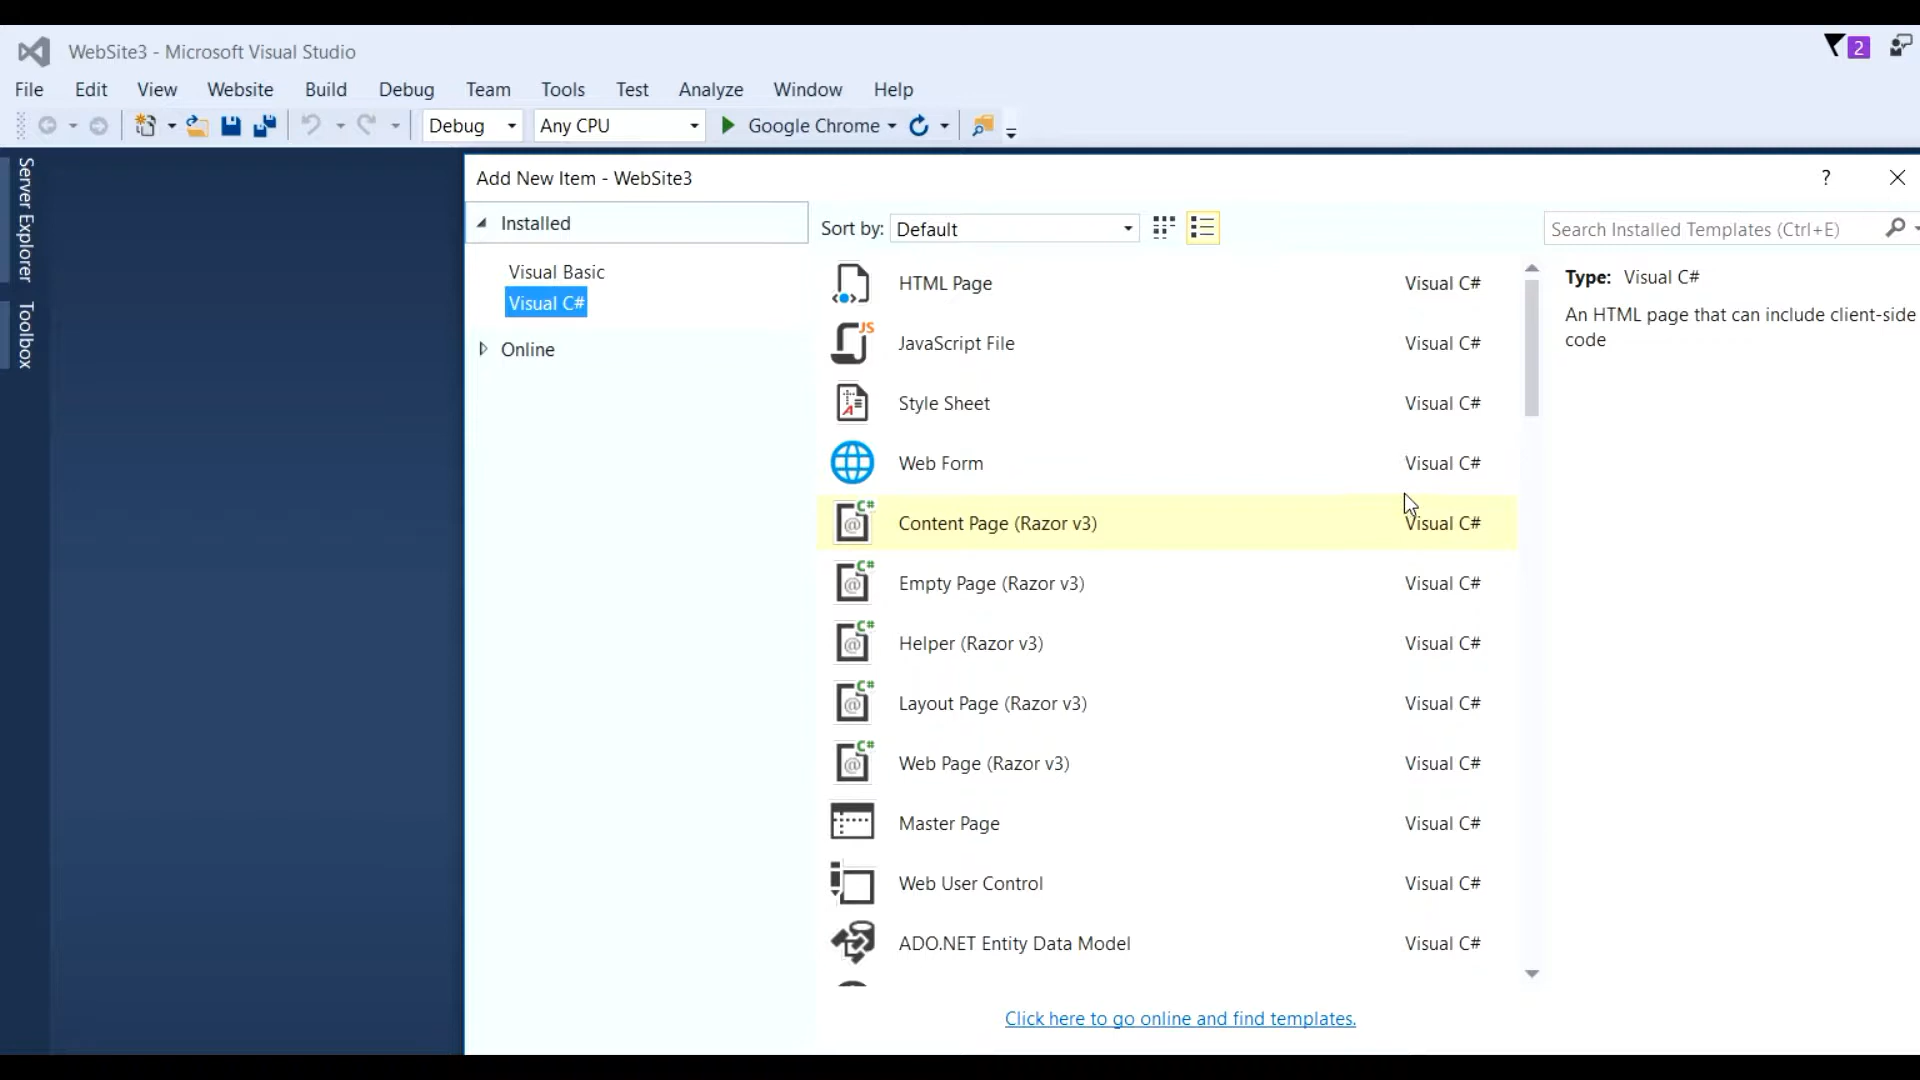 WebSite3 - Microsoft Visual Studio
2
File Edit View Website Build Debug Team Tools Test Analyze Window Help
Debug Any CPU Google Chrome
Server Explorer
Toolbox
Add New Item - WebSite3
?
Installed
Visual Basic
Visual C#
Online
Sort by: Default
Search Installed Templates (Ctrl+E)
HTML Page Visual C#
JavaScript File Visual C#
Style Sheet Visual C#
Web Form Visual C#
Content Page (Razor v3) Visual C#
Empty Page (Razor v3) Visual C#
Helper (Razor v3) Visual C#
Layout Page (Razor v3) Visual C#
Web Page (Razor v3) Visual C#
Master Page Visual C#
Web User Control Visual C#
ADO.NET Entity Data Model Visual C#
Click here to go online and find templates.
Type: Visual C#
An HTML page that can include client-side
code